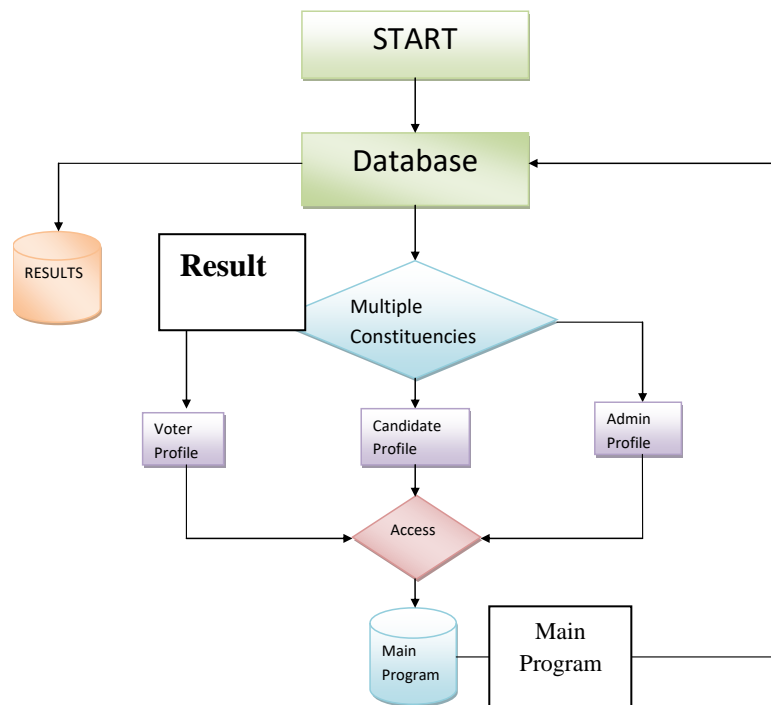 START
Database
RESULTS
Result
Multiple
Constituencies
Voter
Profile
Candidate
Profile
Admin
Profile
Access
Main
Program
Main
Program